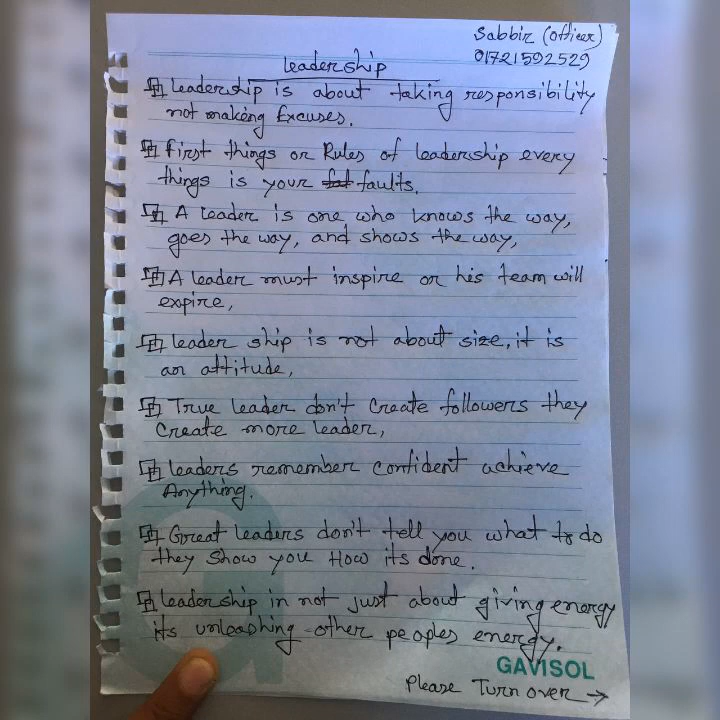 Sabbir (officer)
01721592529
leadership
leadership is about taking responsibility
not making Excuses.
First things or Rules of leadership every
things is your faults.
A leader is one who knows the way,
goes the way, and shows the way,
A leader must inspire or his team will
expire,
leader ship is not about size, it is
an attitude,
True leader don't Create followers they
Create more leader,
leaders remember confident achieve
Anything.
Great leaders don't tell you what to do
they show you How its done.
leadership in not just about giving energy
its unleashing other peoples energy.
GAVISOL
Please Turn over →